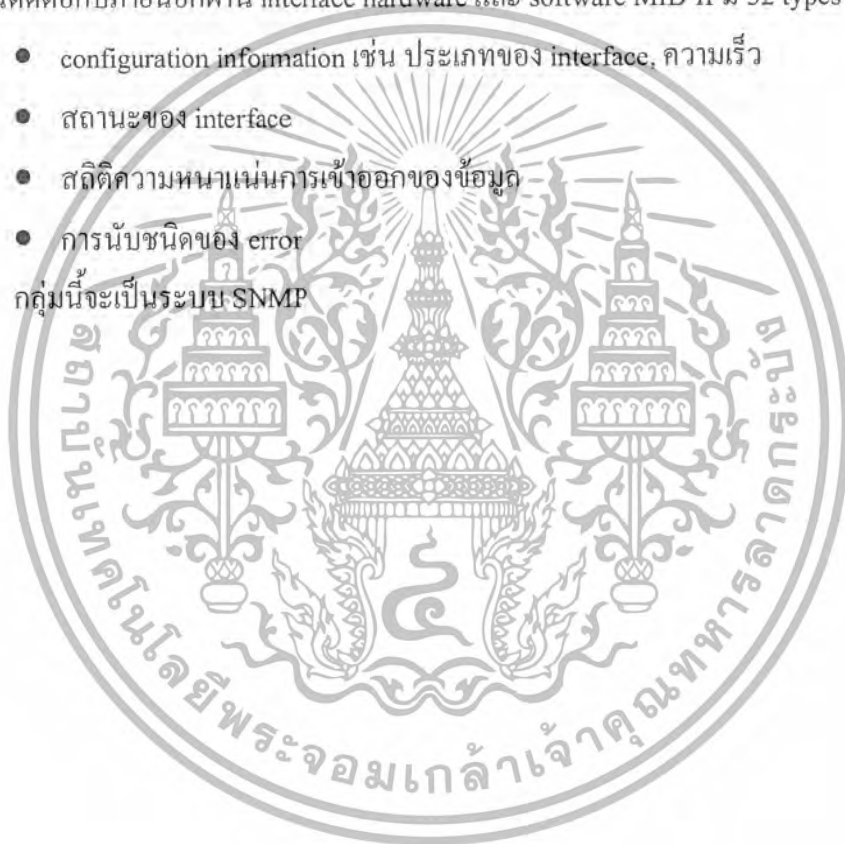 interface hardware และ software MIB-II มี 32 types
● configuration information เช่น ประเภทของ interface, ความเร็ว
● สถานะของ interface
● สถิติความหนาแน่นการเข้าออกของข้อมูล
● การนับชนิดของ error
กลุ่มนี้จะเป็นระบบ SNMP
สถาบันเทคโนโลยีพระจอมเกล้าเจ้าคุณทหารลาดกระบัง